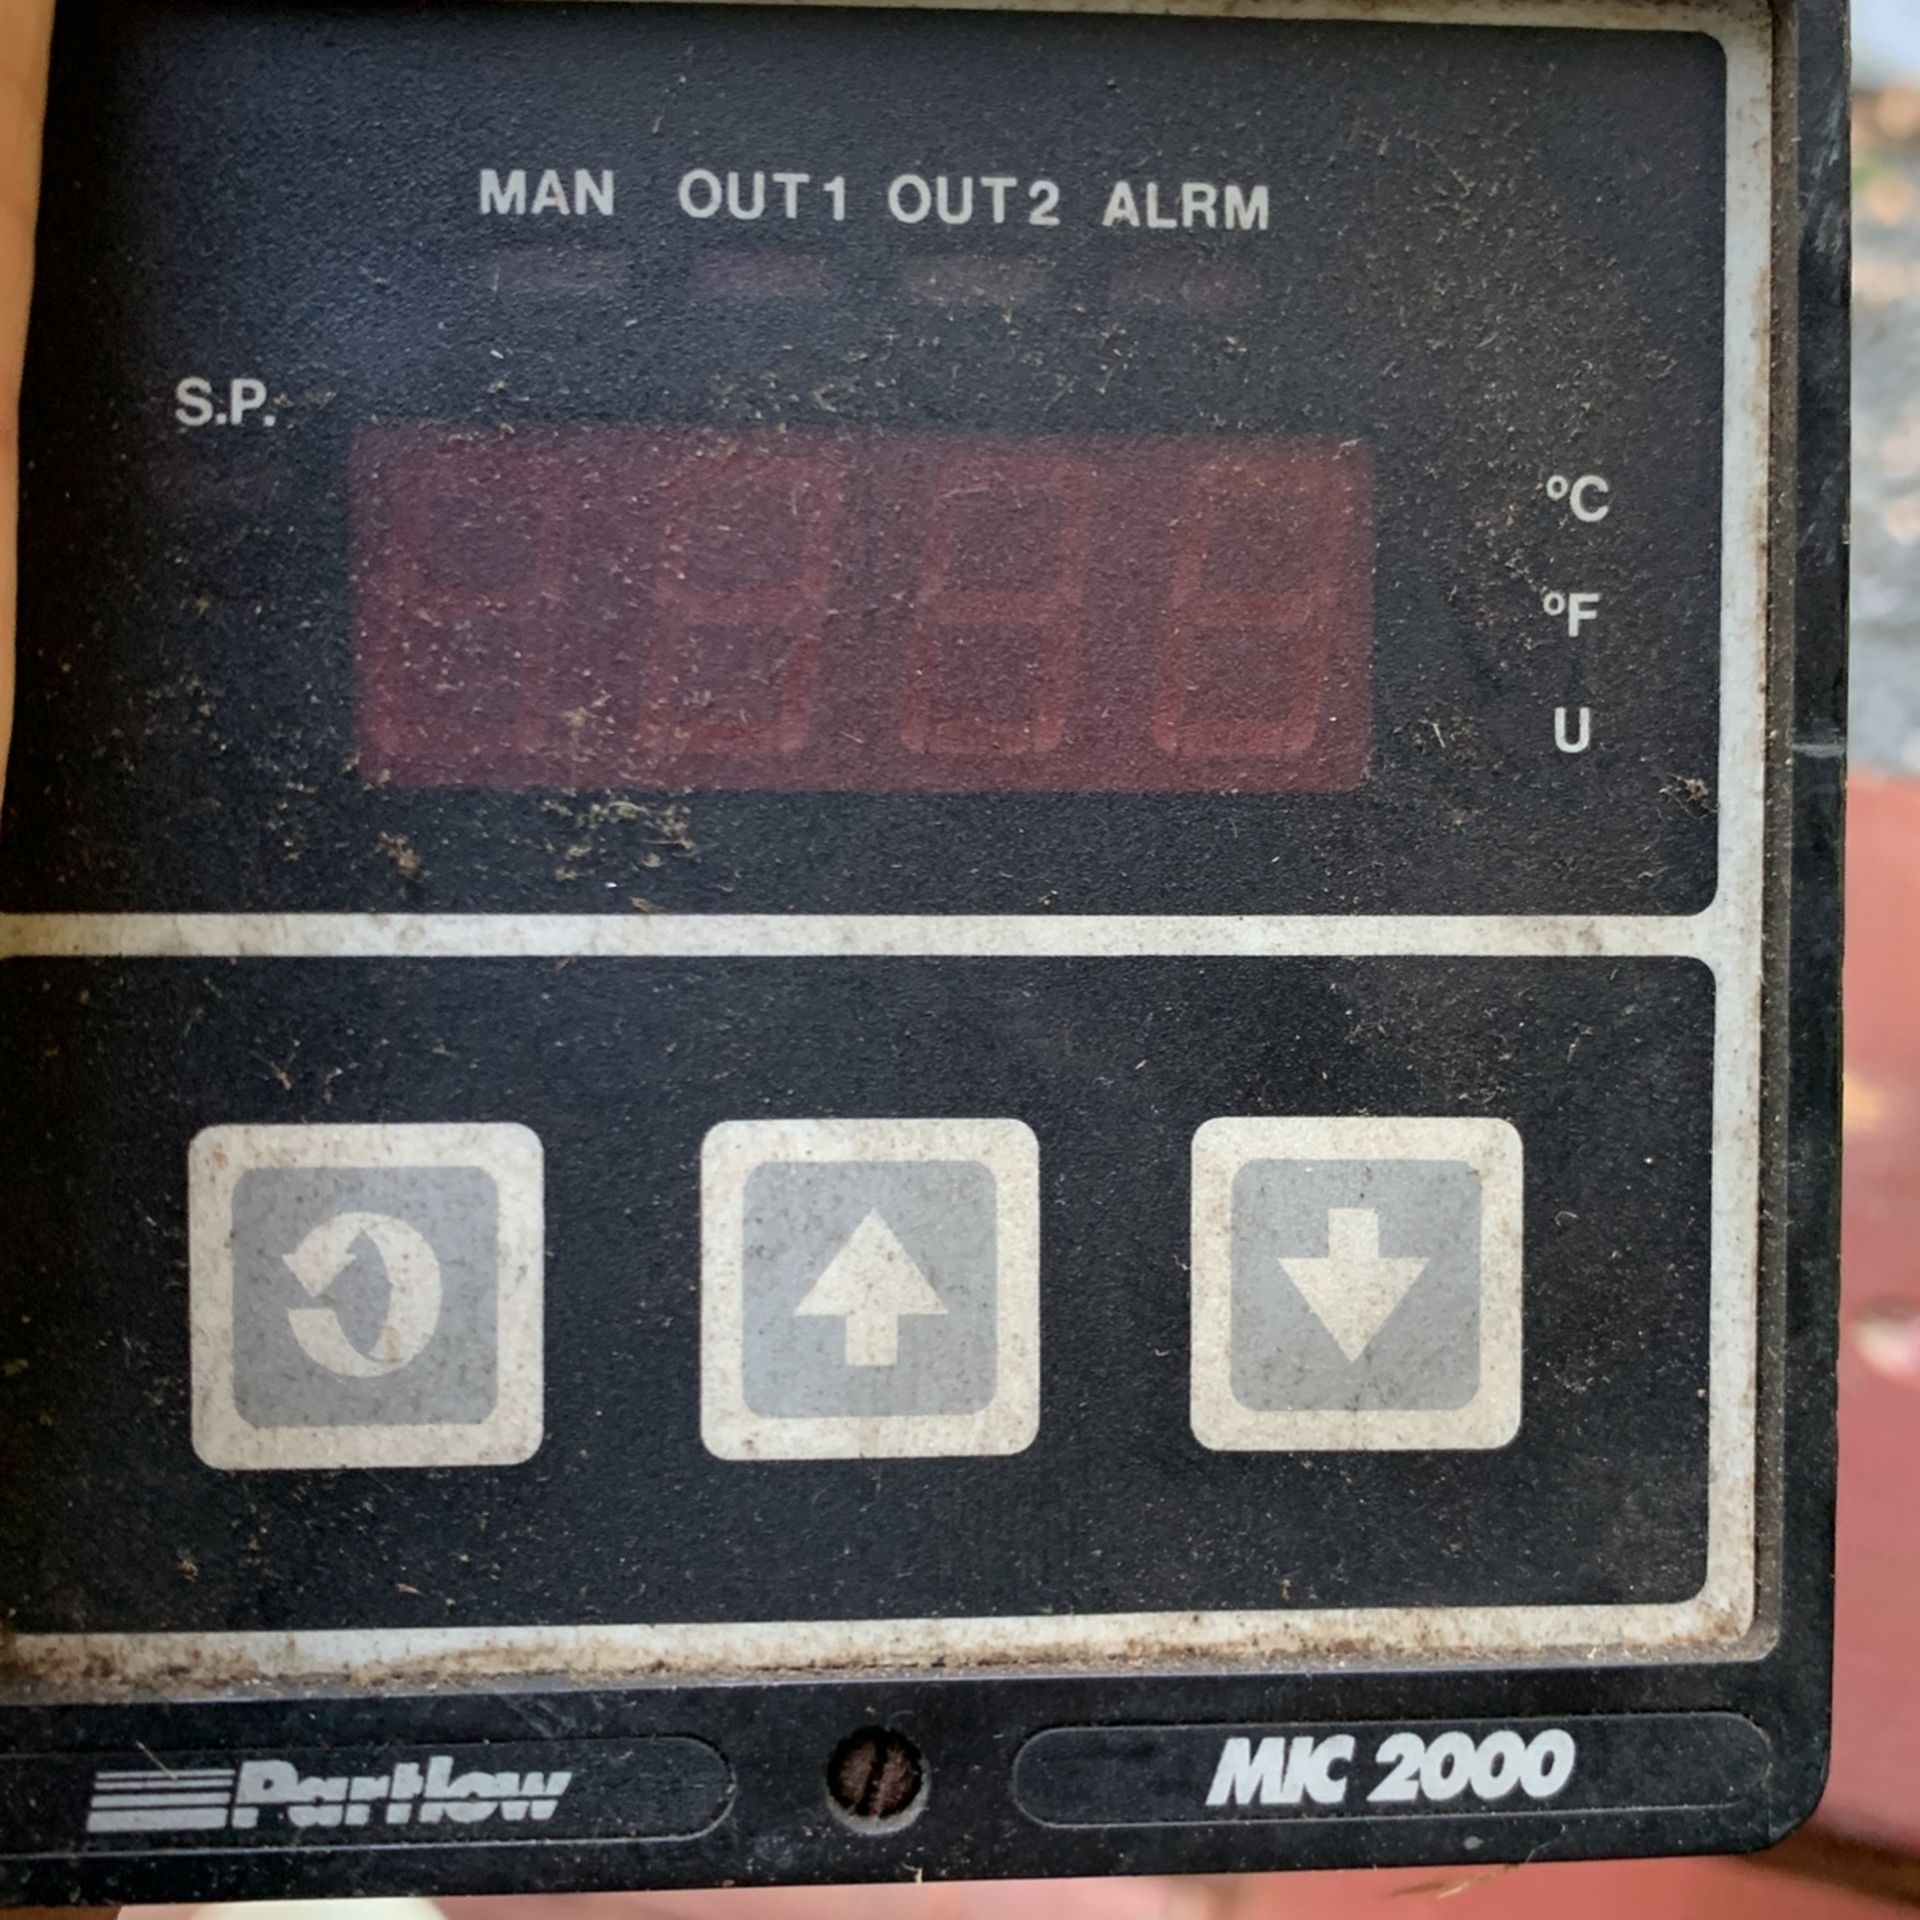 MAN OUT1 OUT2 ALRM
S.P.
°C
°F
U
Partlow
MIC 2000